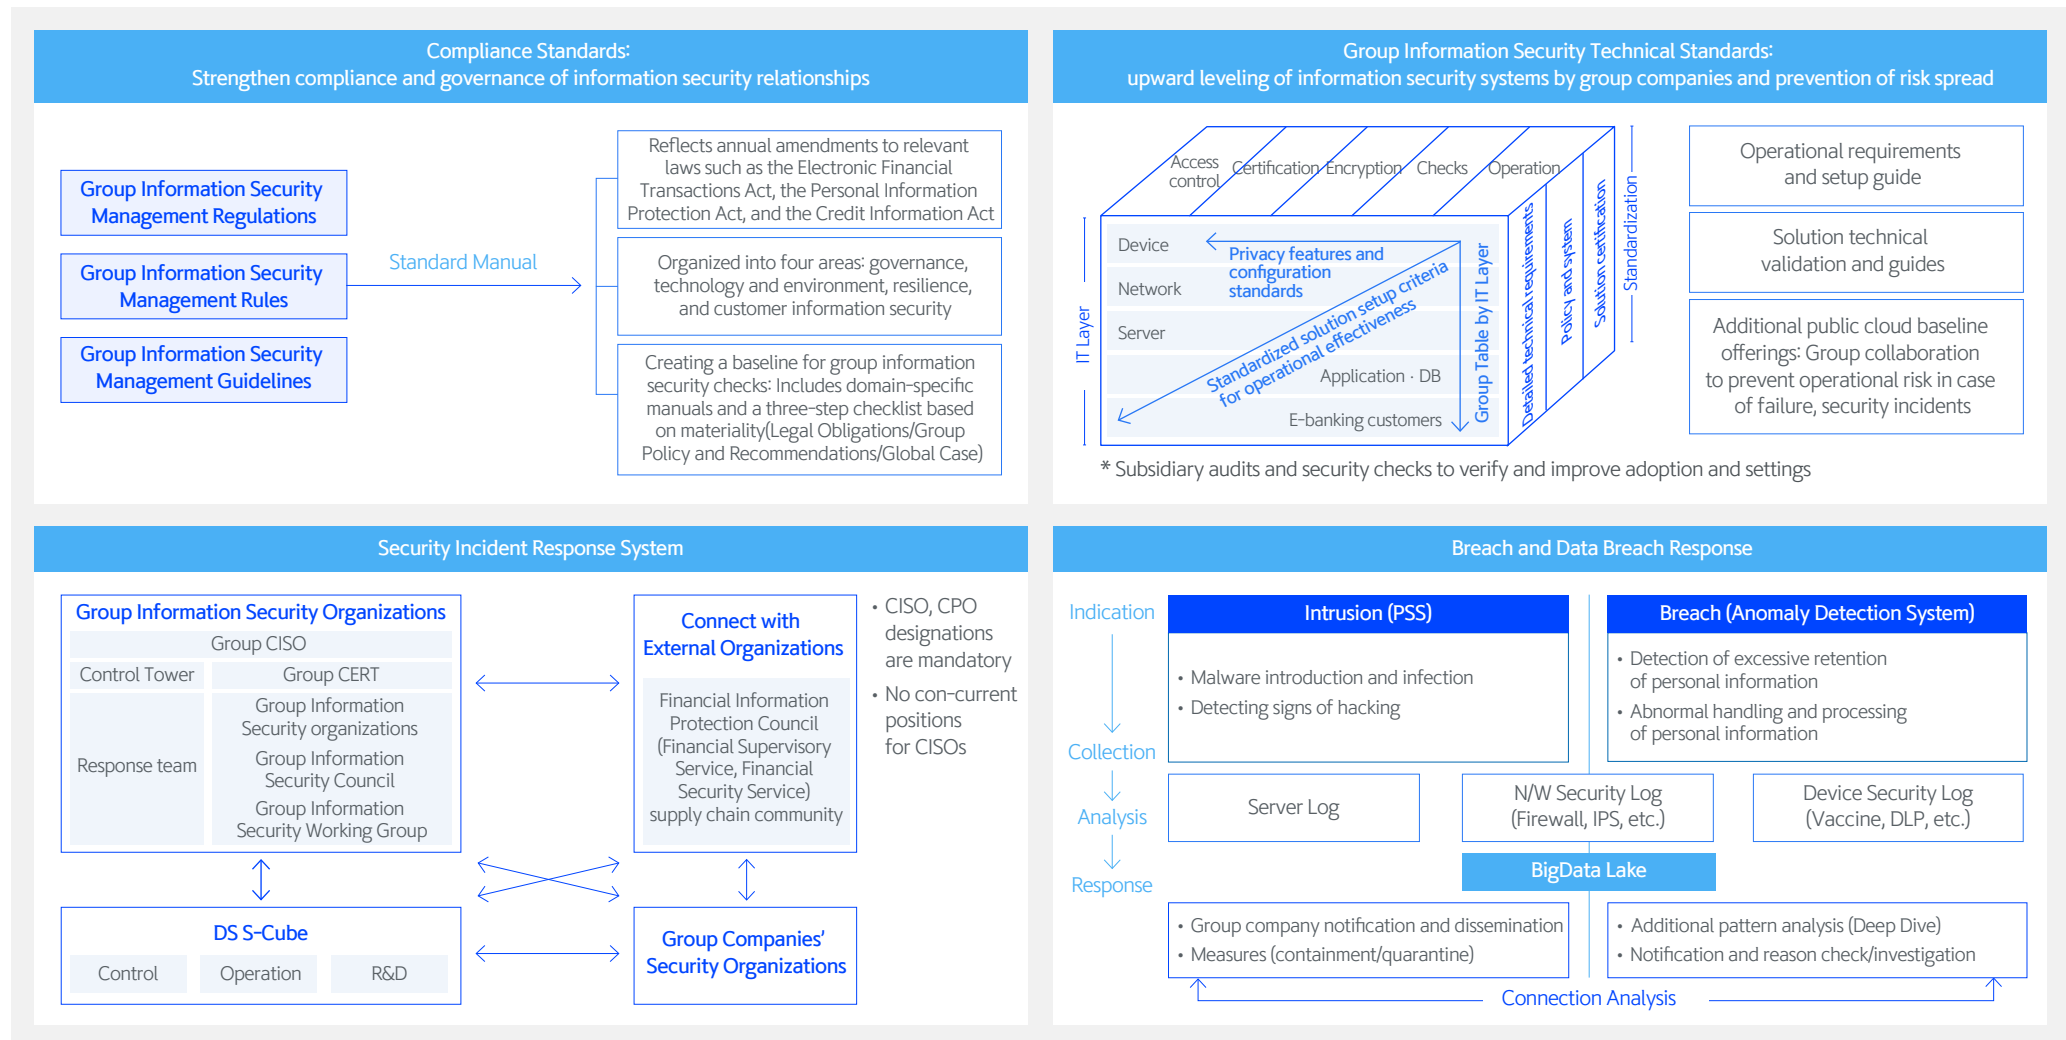 Compliance Standards:
Strengthen compliance and governance of information security relationships
Group Information Security
Management Regulations
Group Information Security
Management Rules
Group Information Security
Management Guidelines
Standard Manual
Reflects annual amendments to relevant
laws such as the Electronic Financial
Transactions Act, the Personal Information
Protection Act, and the Credit Information Act
Organized into four areas: governance,
technology and environment, resilience,
and customer information security
Creating a baseline for group information
security checks: Includes domain-specific
manuals and a three-step checklist based
on materiality(Legal Obligations/Group
Policy and Recommendations/Global Case)
Group Information Security Technical Standards:
upward leveling of information security systems by group companies and prevention of risk spread
Access
control
Certification
Encryption
Checks
Operation
IT Layer
Device
Network
Server
Application · DB
E-banking customers
Privacy features and
configuration
standards
Standardized solution setup criteria
for operational effectiveness
Group Table by IT Layer
Detailed technical requirements
Policy and system
Solution certification
Standardization
Operational requirements
and setup guide
Solution technical
validation and guides
Additional public cloud baseline
offerings: Group collaboration
to prevent operational risk in case
of failure, security incidents
* Subsidiary audits and security checks to verify and improve adoption and settings
Security Incident Response System
Group Information Security Organizations
Group CISO
Control Tower
Group CERT
Response team
Group Information
Security organizations
Group Information
Security Council
Group Information
Security Working Group
Connect with
External Organizations
Financial Information
Protection Council
(Financial Supervisory
Service, Financial
Security Service)
supply chain community
• CISO, CPO
designations
are mandatory
• No con-current
positions
for CISOs
DS S-Cube
Control
Operation
R&D
Group Companies'
Security Organizations
Breach and Data Breach Response
Indication
Collection
Analysis
Response
Intrusion (PSS)
• Malware introduction and infection
• Detecting signs of hacking
Breach (Anomaly Detection System)
• Detection of excessive retention
of personal information
• Abnormal handling and processing
of personal information
Server Log
N/W Security Log
(Firewall, IPS, etc.)
Device Security Log
(Vaccine, DLP, etc.)
BigData Lake
• Group company notification and dissemination
• Measures (containment/quarantine)
• Additional pattern analysis (Deep Dive)
• Notification and reason check/investigation
Connection Analysis